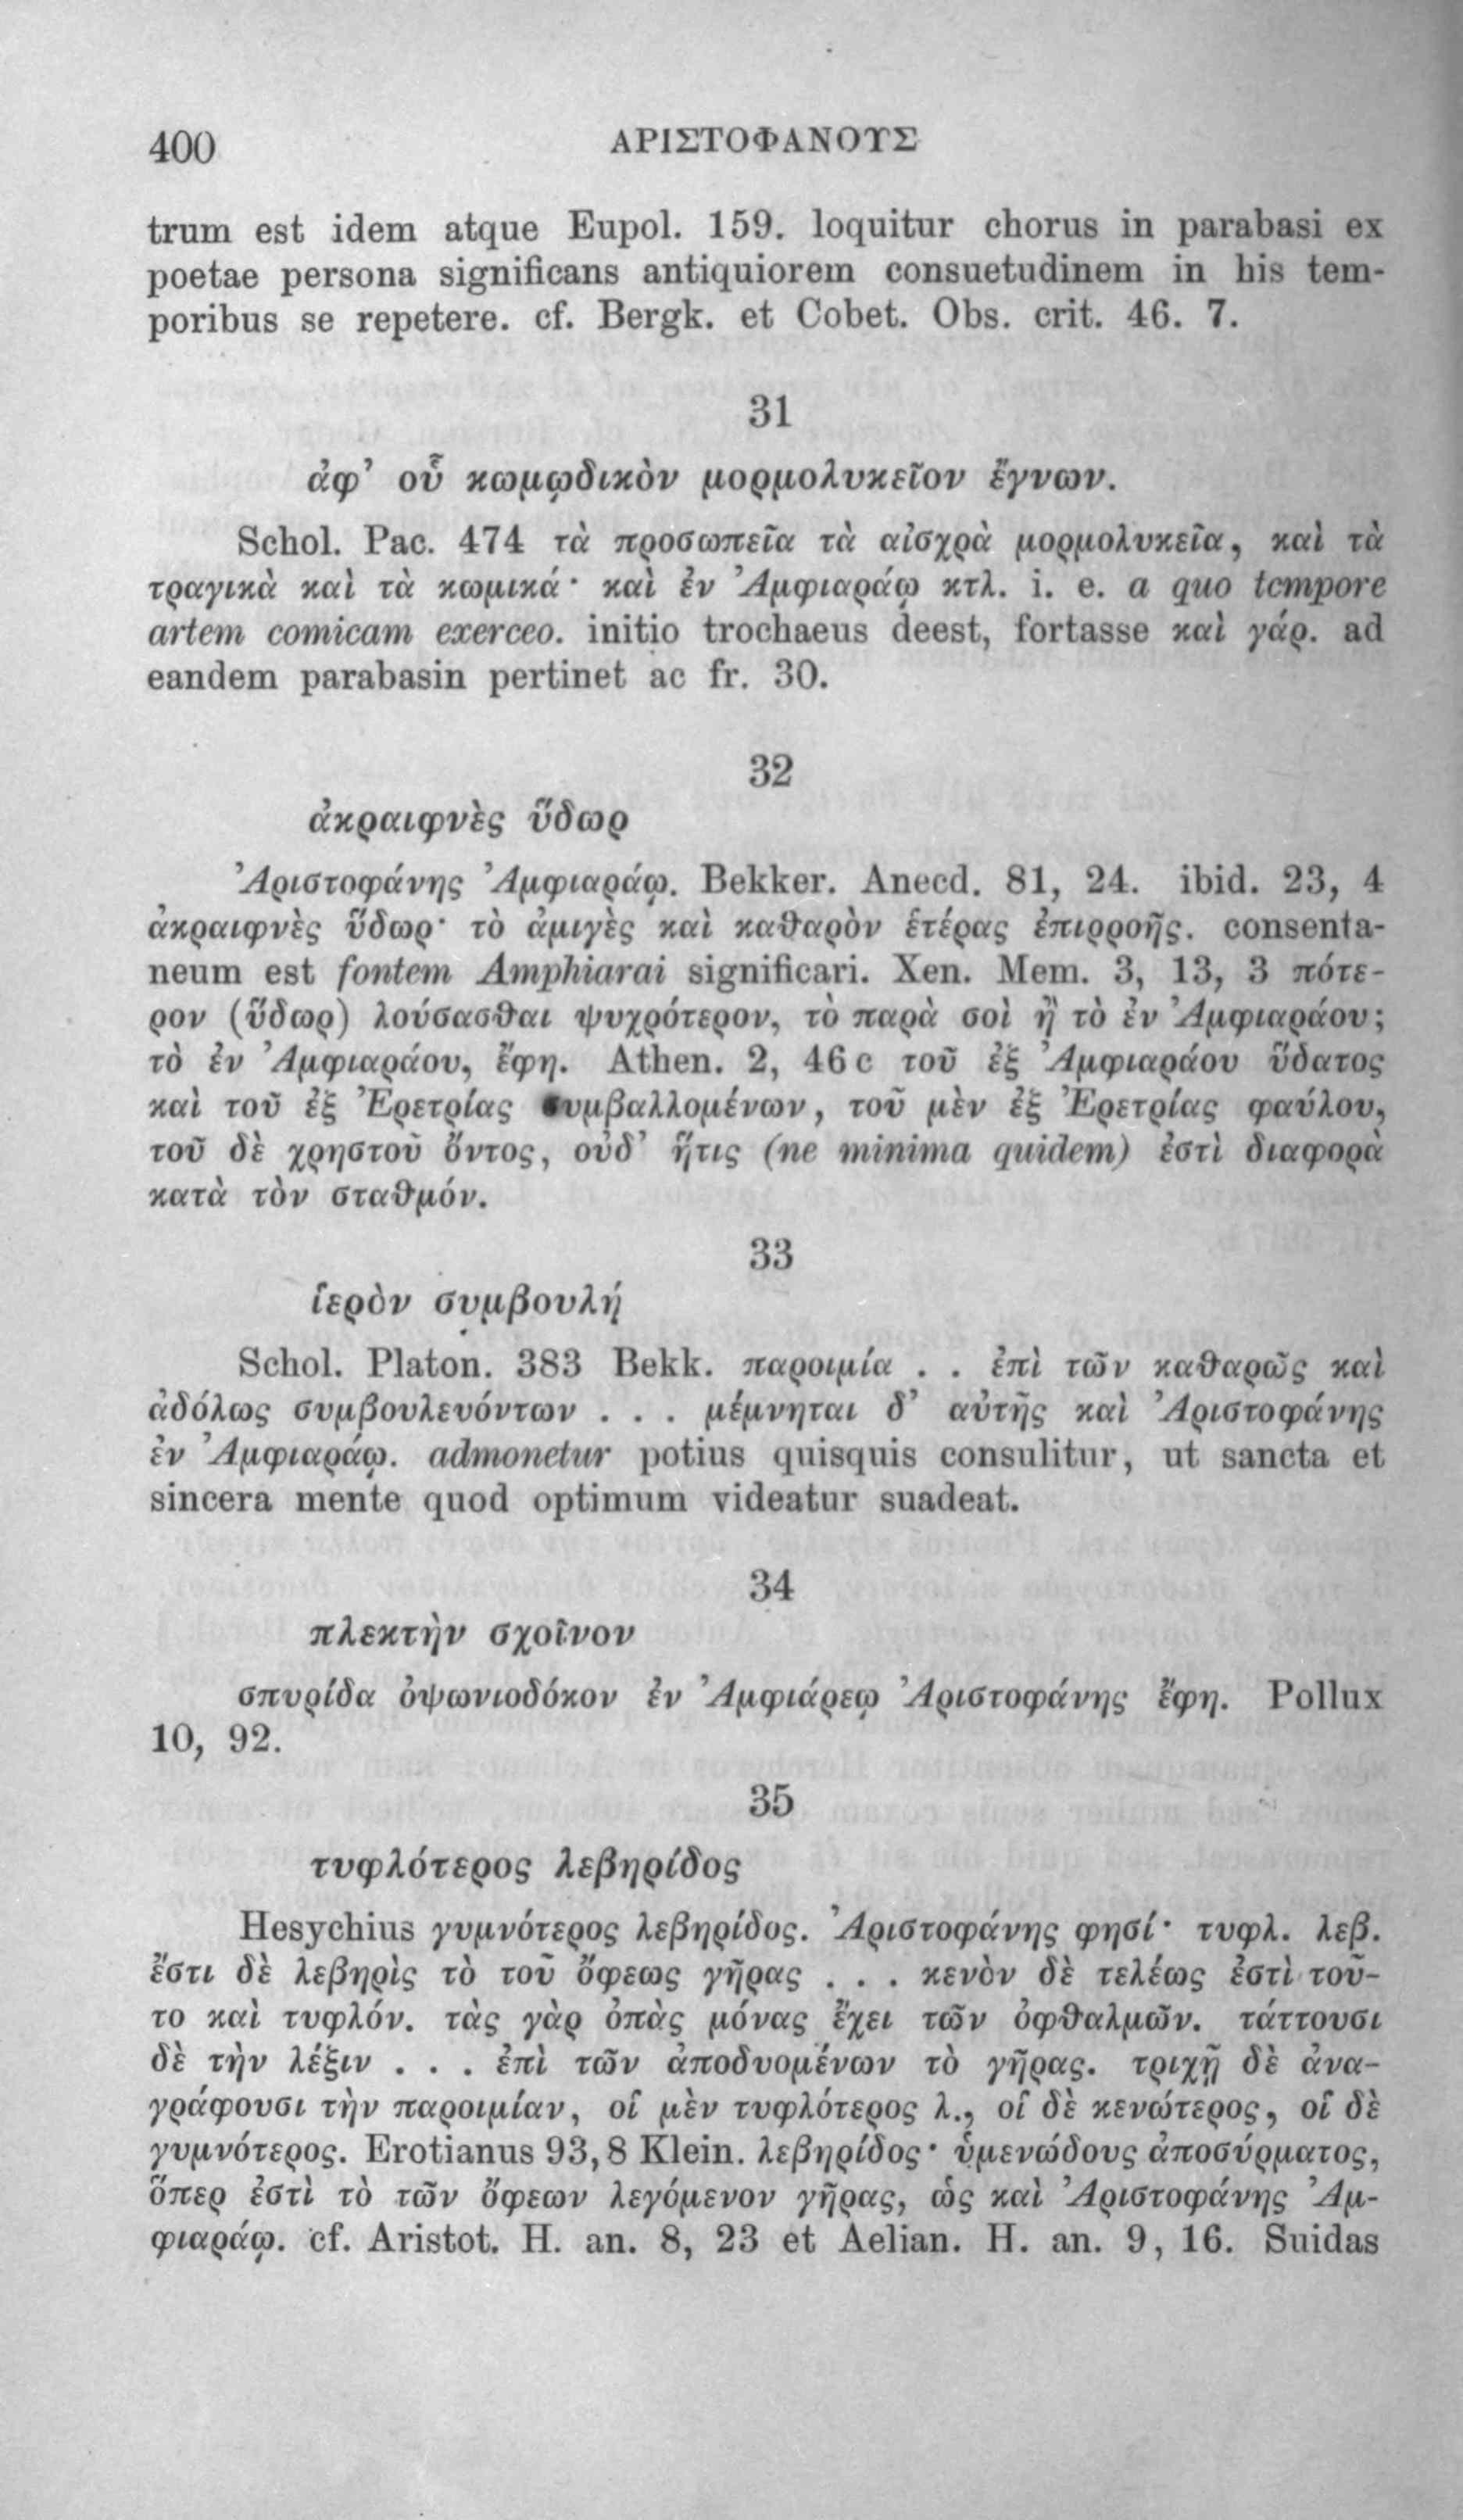 400 ΑΡΙΣΤΟΦΑΝΟΥΣ
trum est idem atque Eupol. 159. loquitur chorus in parabasi ex
poetae persona significans antiquiorem consuetudinem in his tem-
poribus se repetere. cf. Bergk. et Cobet. Obs. crit. 46. 7.
31
ἀφ’ οὗ κωμῳδικὸν μορμολυκεῖον ἔγνων.
Schol. Pac. 474 τὰ προσωπεῖα τὰ αἰσχρὰ μορμολυκεῖα, καὶ τὰ
τραγικὰ καὶ τὰ κωμικά· καὶ ἐν Ἀμφιαράῳ κτλ. i. e. a quo tempore
artem comicam exerceo. initio trochaeus deest, fortasse καὶ γάρ. ad
eandem parabasin pertinet ac fr. 30.
32
ἀκραιφνὲς ὕδωρ
Ἀριστοφάνης Ἀμφιαράῳ. Bekker. Anecd. 81, 24. ibid. 23, 4
ἀκραιφνὲς ὕδωρ· τὸ ἀμιγὲς καὶ καθαρὸν ἑτέρας ἐπιρροῆς. consenta-
neum est fontem Amphiarai significari. Xen. Mem. 3, 13, 3 πότε-
ρον (ὕδωρ) λούσασθαι ψυχρότερον, τὸ παρὰ σοὶ ἢ τὸ ἐν Ἀμφιαράου;
τὸ ἐν Ἀμφιαράου, ἔφη. Athen. 2, 46 c τοῦ ἐξ Ἀμφιαράου ὕδατος
καὶ τοῦ ἐξ Ἐρετρίας συμβαλλομένων, τοῦ μὲν ἐξ Ἐρετρίας φαύλου,
τοῦ δὲ χρηστοῦ ὄντος, οὐδ’ ἥτις (ne minima quidem) ἐστὶ διαφορὰ
κατὰ τὸν σταθμόν.
33
ἱερὸν συμβουλή
Schol. Platon. 383 Bekk. παροιμία . . ἐπὶ τῶν καθαρῶς καὶ
ἀδόλως συμβουλευόντων . . . μέμνηται δ’ αὐτῆς καὶ Ἀριστοφάνης
ἐν Ἀμφιαράῳ. admonetur potius quisquis consulitur, ut sancta et
sincera mente quod optimum videatur suadeat.
34
πλεκτὴν σχοῖνον
σπυρίδα ὀψωνιοδόκον ἐν Ἀμφιάρεῳ Ἀριστοφάνης ἔφη. Pollux
10, 92.
35
τυφλότερος λεβηρίδος
Hesychius γυμνότερος λεβηρίδος. Ἀριστοφάνης φησί· τυφλ. λεβ.
ἔστι δὲ λεβηρὶς τὸ τοῦ ὄφεως γῆρας . . . κενὸν δὲ τελέως ἐστὶ τοῦ-
το καὶ τυφλόν. τὰς γὰρ ὀπὰς μόνας ἔχει τῶν ὀφθαλμῶν. τάττουσι
δὲ τὴν λέξιν . . . ἐπὶ τῶν ἀποδυομένων τὸ γῆρας. τριχῇ δὲ ἀνα-
γράφουσι τὴν παροιμίαν, οἱ μὲν τυφλότερος λ., οἱ δὲ κενώτερος, οἱ δὲ
γυμνότερος. Erotianus 93, 8 Klein. λεβηρίδος· ὑμενώδους ἀποσύρματος,
ὅπερ ἐστὶ τὸ τῶν ὄφεων λεγόμενον γῆρας, ὡς καὶ Ἀριστοφάνης Ἀμ-
φιαράῳ. cf. Aristot. H. an. 8, 23 et Aelian. H. an. 9, 16. Suidas